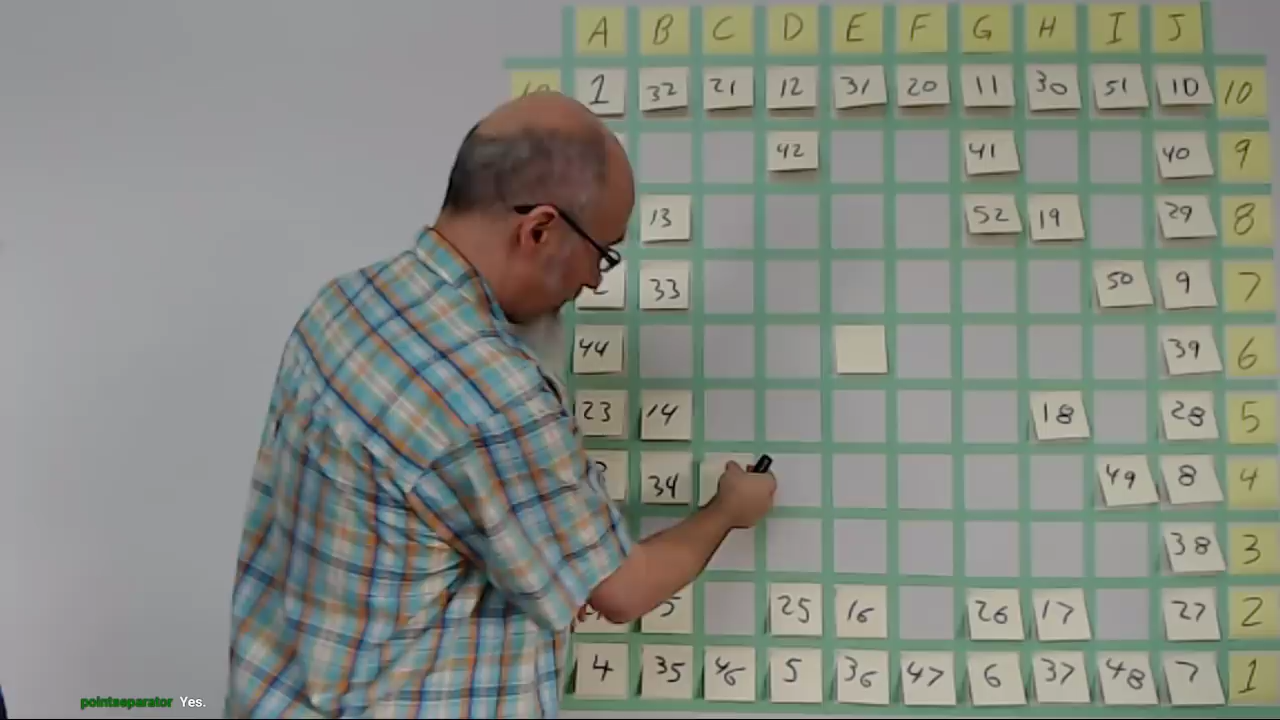 A B C D E F G H I J
1 32 21 12 31 20 11 30 51 10 10
42 41 40 9
13 52 19 29 8
33 50 9 7
44 39 6
23 14 18 28 5
34 49 8 4
38 3
25 16 26 17 27 2
4 35 46 5 36 47 6 37 48 7 1
pointseparator Yes.